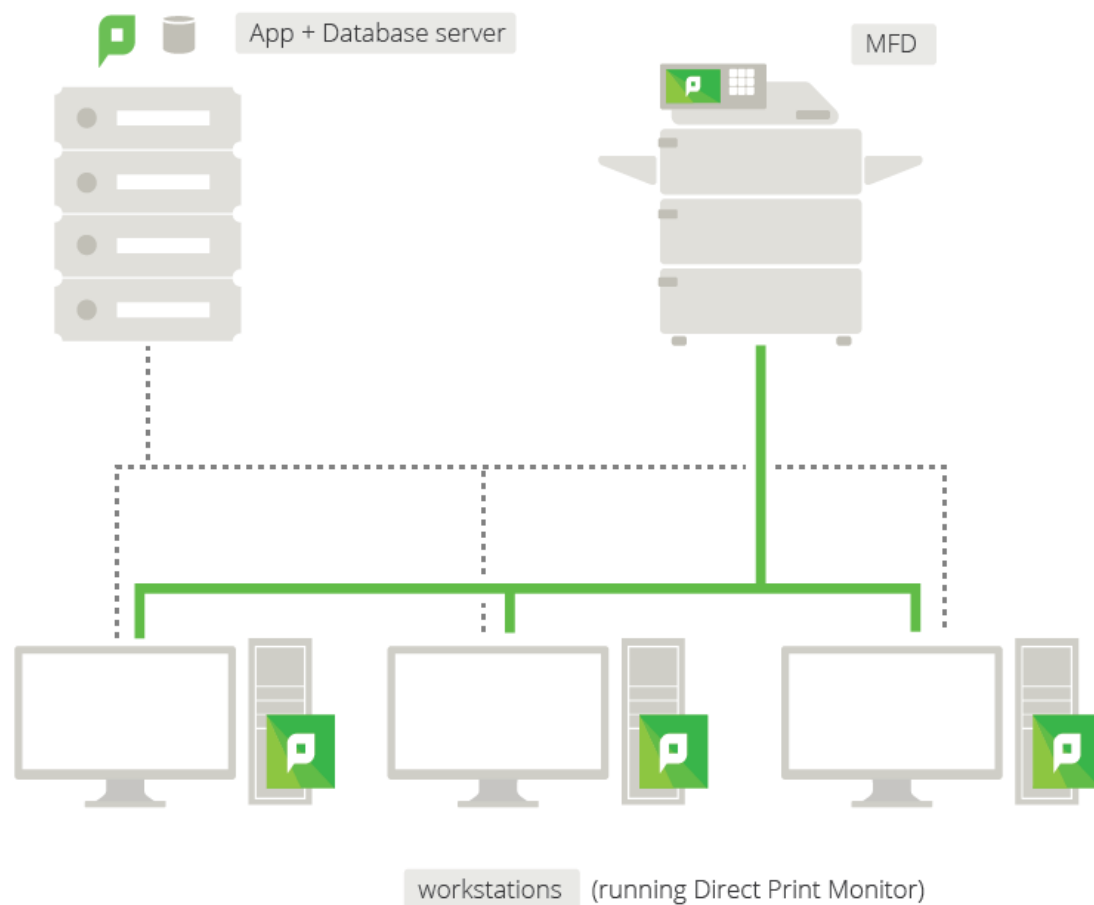 App + Database server
MFD
workstations (running Direct Print Monitor)